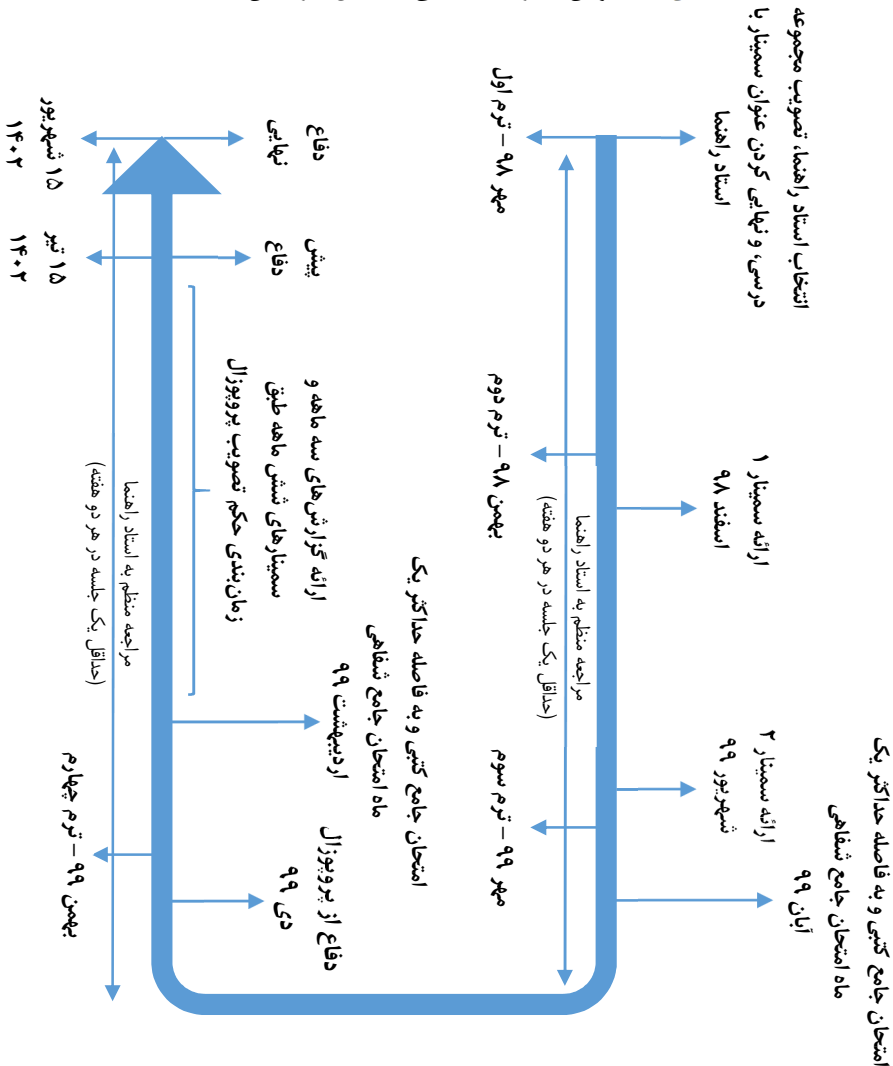 انتخاب استاد راهنما، تصویب مجموعه
درسی، و نهایی کردن عنوان سمینار با
استاد راهنما
مهر ۹۸ – ترم اول
ارائه سمینار ۱
اسفند ۹۸
بهمن ۹۸ – ترم دوم
مراجعه منظم به استاد راهنما
(حداقل یک جلسه در هر دو هفته)
ارائه سمینار ۲
شهریور ۹۹
مهر ۹۹ – ترم سوم
امتحان جامع کتبی و به فاصله حداکثر یک
ماه امتحان جامع شفاهی
آبان ۹۹
دفاع از پروپوزال
دی ۹۹
بهمن ۹۹ – ترم چهارم
امتحان جامع کتبی و به فاصله حداکثر یک
ماه امتحان جامع شفاهی
اردیبهشت ۹۹
ارائه گزارش‌های سه ماهه و
سمینارهای شش ماهه طبق
زمان‌بندی حکم تصویب پروپوزال
مراجعه منظم به استاد راهنما
(حداقل یک جلسه در هر دو هفته)
پیش
دفاع
۱۵ تیر
۱۴۰۲
دفاع
نهایی
۱۵ شهریور
۱۴۰۲